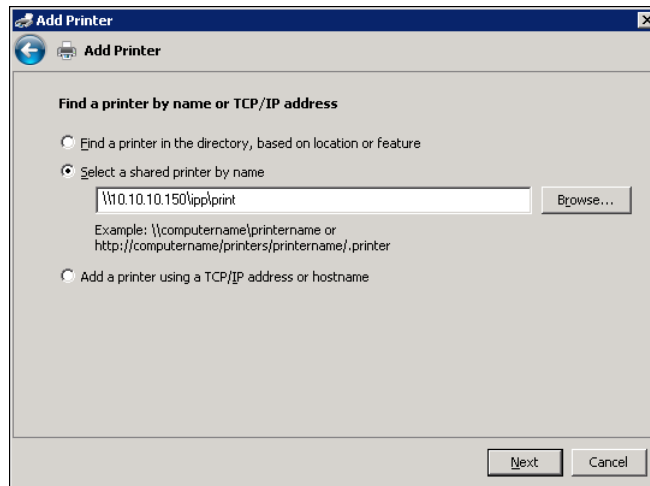 Add Printer
Add Printer
Find a printer by name or TCP/IP address
Find a printer in the directory, based on location or feature
Select a shared printer by name
\\10.10.10.150\ipp\print
Browse...
Example: \\computername\printername or
http://computername/printers/printername/.printer
Add a printer using a TCP/IP address or hostname
Next
Cancel